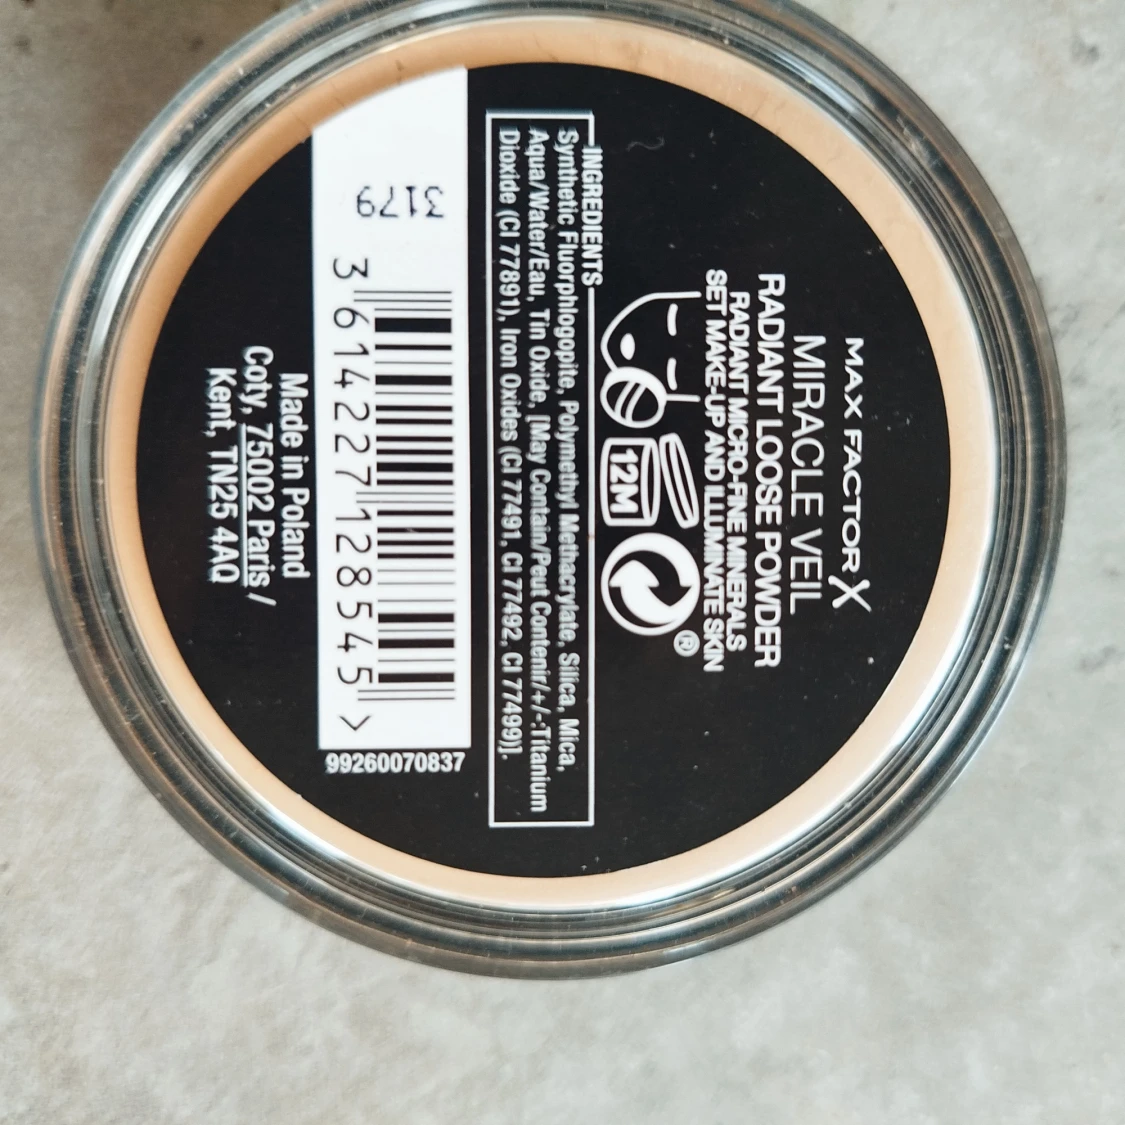 MAX FACTOR X
MIRACLE VEIL
RADIANT LOOSE POWDER
RADIANT MICRO-FINE MINERALS
SET MAKE-UP AND ILLUMINATE SKIN
12M
®
INGREDIENTS
Synthetic Fluorphlogopite, Polymethyl Methacrylate, Silica, Mica,
Aqua/Water/Eau, Tin Oxide, [May Contain/Peut Contenir/+/-:Titanium
Dioxide (CI 77891), Iron Oxides (CI 77491, CI 77492, CI 77499)].
3179
3 614227 128545 >
99260070837
Made in Poland
Coty, 75002 Paris /
Kent, TN25 4AQ